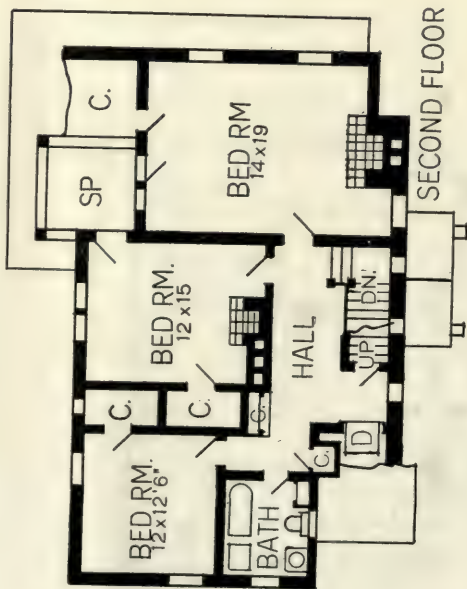 C.
SP
BED RM
14 x 19
BED RM.
12 x 15
C.
C.
BED RM.
12 x 12'6"
C.
HALL
UP
DN.
D
C.
BATH
SECOND FLOOR